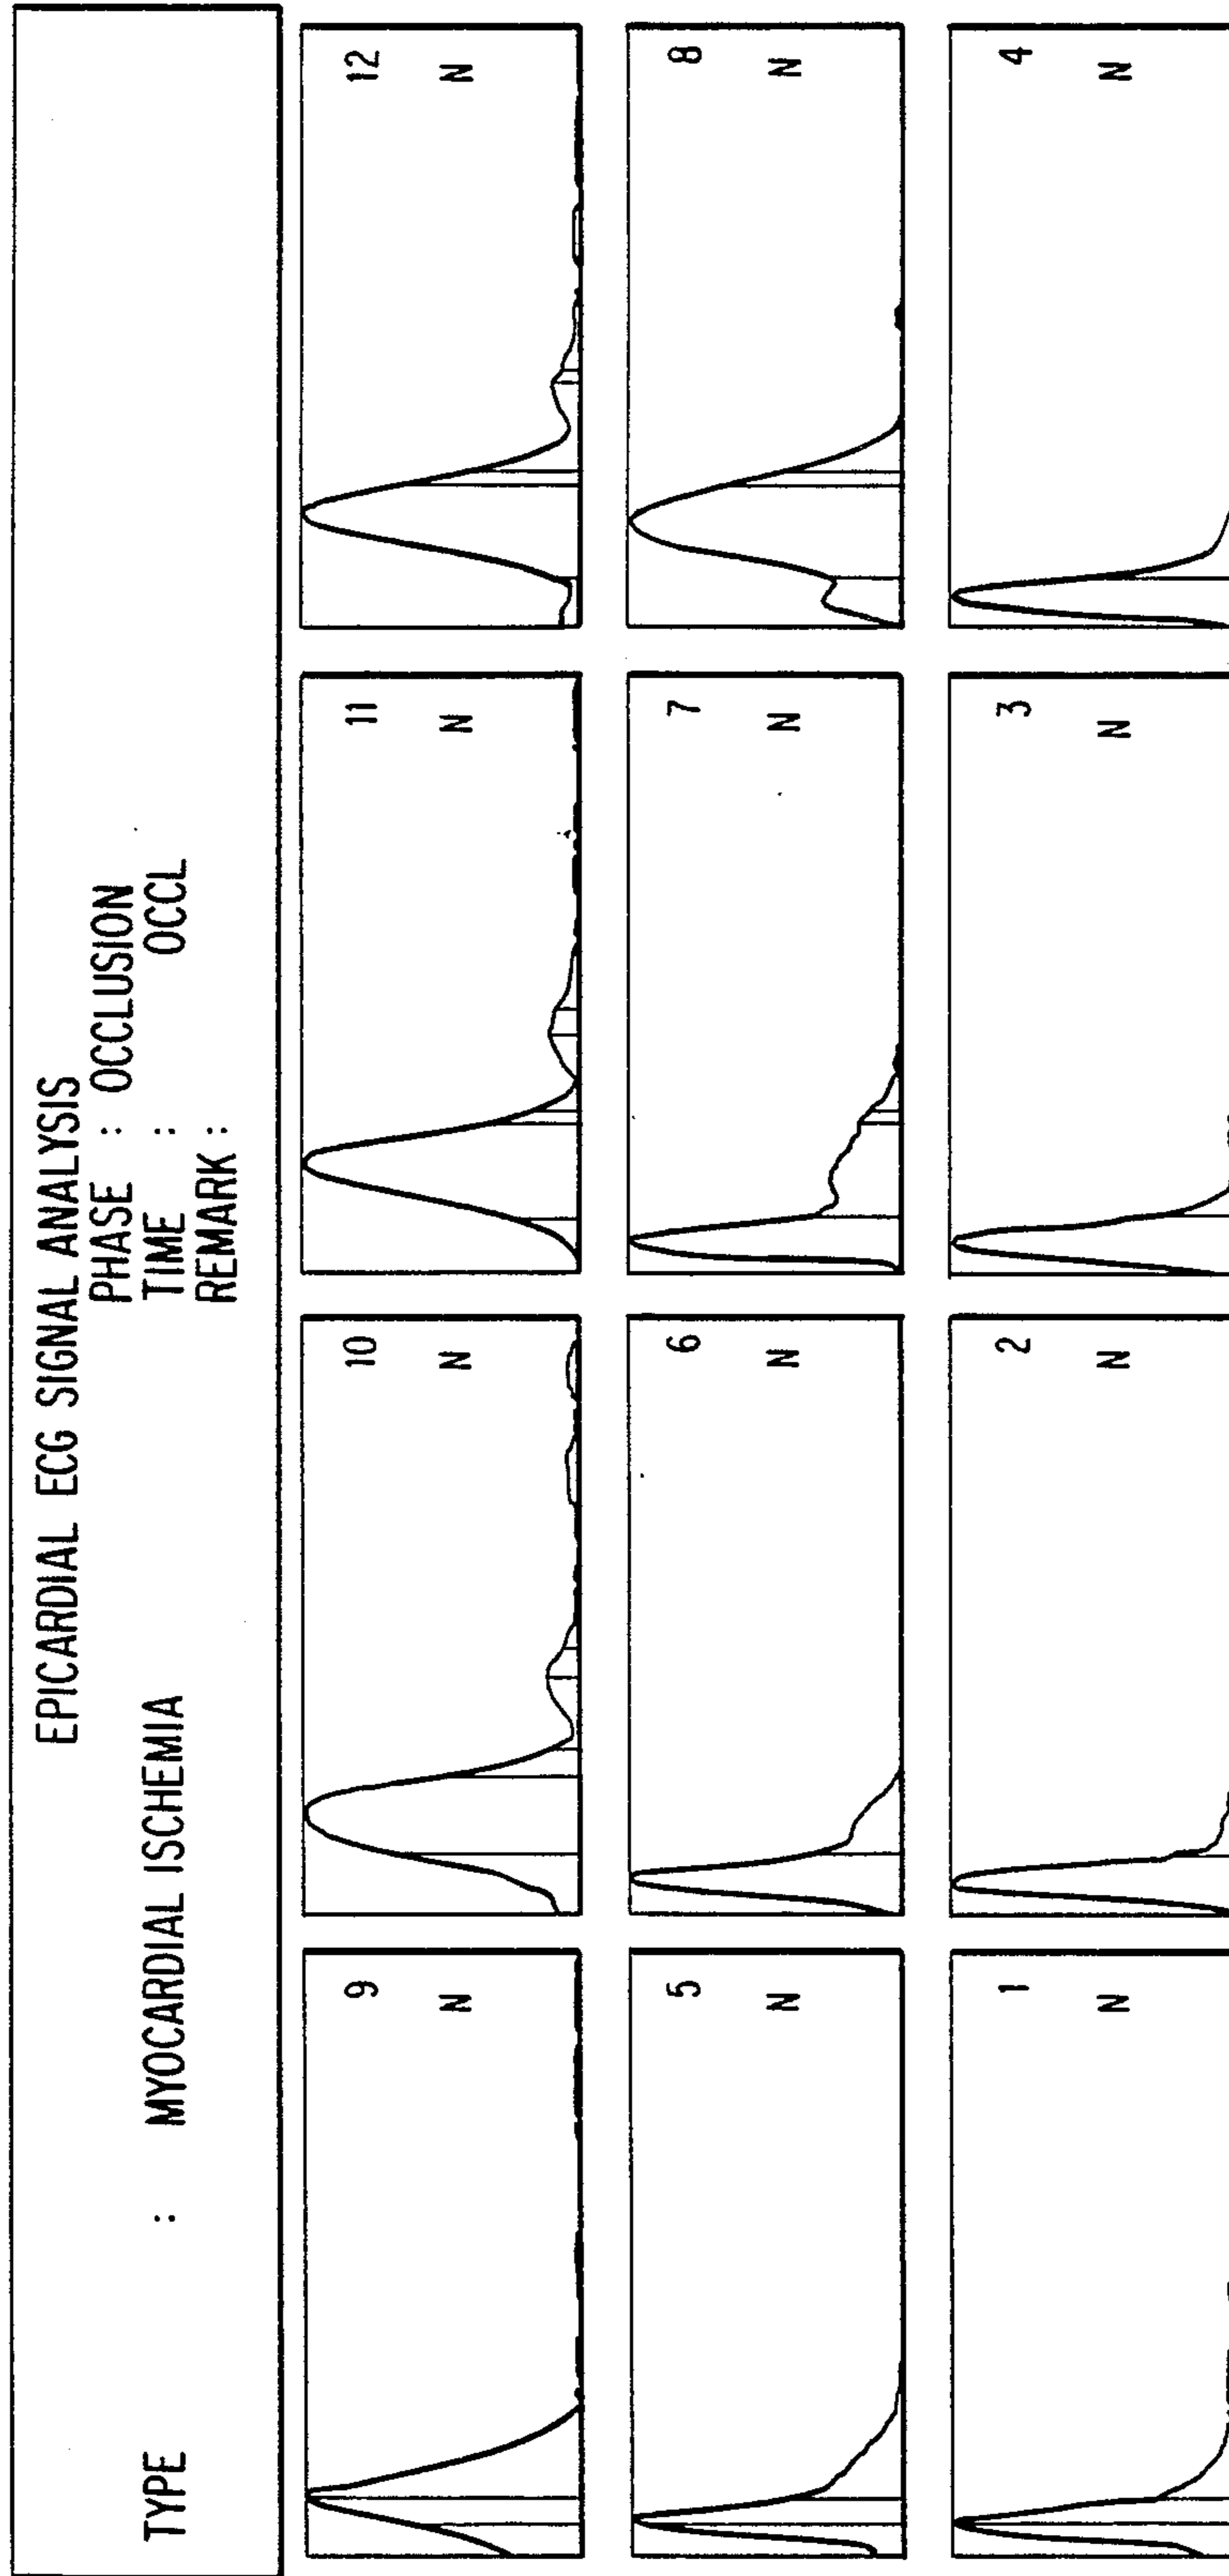 EPICARDIAL ECG SIGNAL ANALYSIS
PHASE : OCCLUSION
TYPE : MYOCARDIAL ISCHEMIA TIME : OCCL
REMARK :
9 10 11 12
N N N N
5 6 7 8
N N N N
1 2 3 4
N N N N